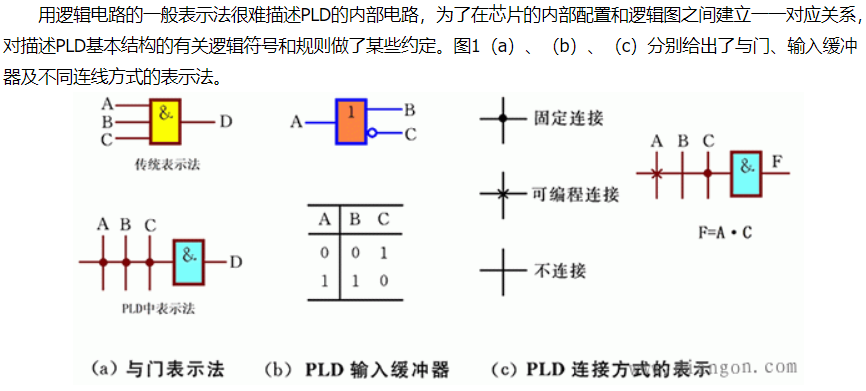 用逻辑电路的一般表示法很难描述PLD的内部电路，为了在芯片的内部配置和逻辑图之间建立一一对应关系，
对描述PLD基本结构的有关逻辑符号和规则做了某些约定。图1（a）、（b）、（c）分别给出了与门、输入缓冲
器及不同连线方式的表示法。
A
B
C
&
D
传统表示法
A B C
&
D
PLD中表示法
A
1
B
C
A B C
0 0 1
1 1 0
固定连接
可编程连接
不连接
A B C
&
F
F=A·C
(a)与门表示法
(b) PLD 输入缓冲器
(c) PLD 连接方式的表示